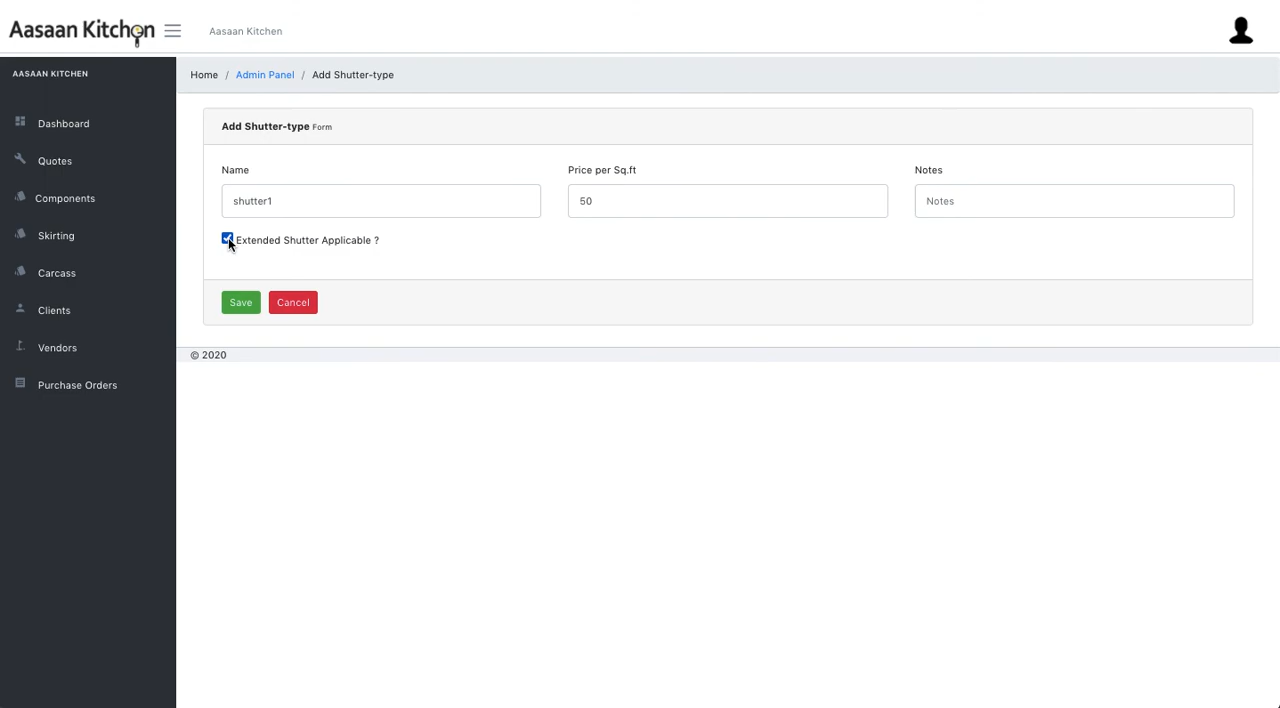 Aasaan Kitchen
Aasaan Kitchen
AASAAN KITCHEN
Dashboard
Quotes
Components
Skirting
Carcass
Clients
Vendors
Purchase Orders
Home / Admin Panel / Add Shutter-type
Add Shutter-type Form
Name
Price per Sq.ft
Notes
shutter1
50
Notes
Extended Shutter Applicable ?
Save
Cancel
© 2020